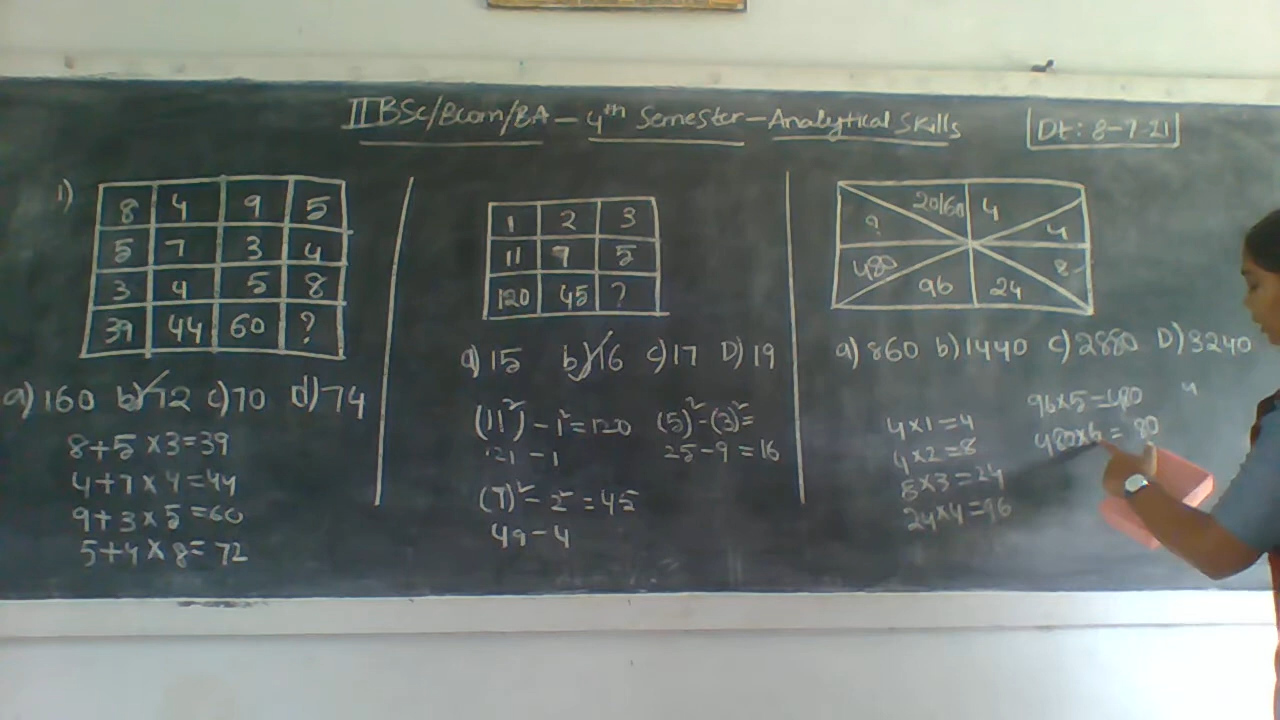 II BSc/Bcom/BA – 4th Semester – Analytical Skills
Dt: 8-7-21
1)
8 4 9 5
5 7 3 4
3 4 5 8
39 44 60 ?
a) 160 b) 72 c) 70 d) 74
8+5 × 3 = 39
4+7 × 4 = 44
9+3 × 5 = 60
5+4 × 8 = 72
1 2 3
11 7 5
120 45 ?
a) 15 b) 16 c) 17 D) 19
(11²) – 1² = 120
121 – 1
(7)² – 2² = 45
49 – 4
(5)² – (3)² =
25 – 9 = 16
? 20160 4 4
480 96 24 8
a) 860 b) 1440 c) 2880 D) 3240
4 × 1 = 4
4 × 2 = 8
8 × 3 = 24
24 × 4 = 96
96 × 5 = 480
480 × 6 = 80